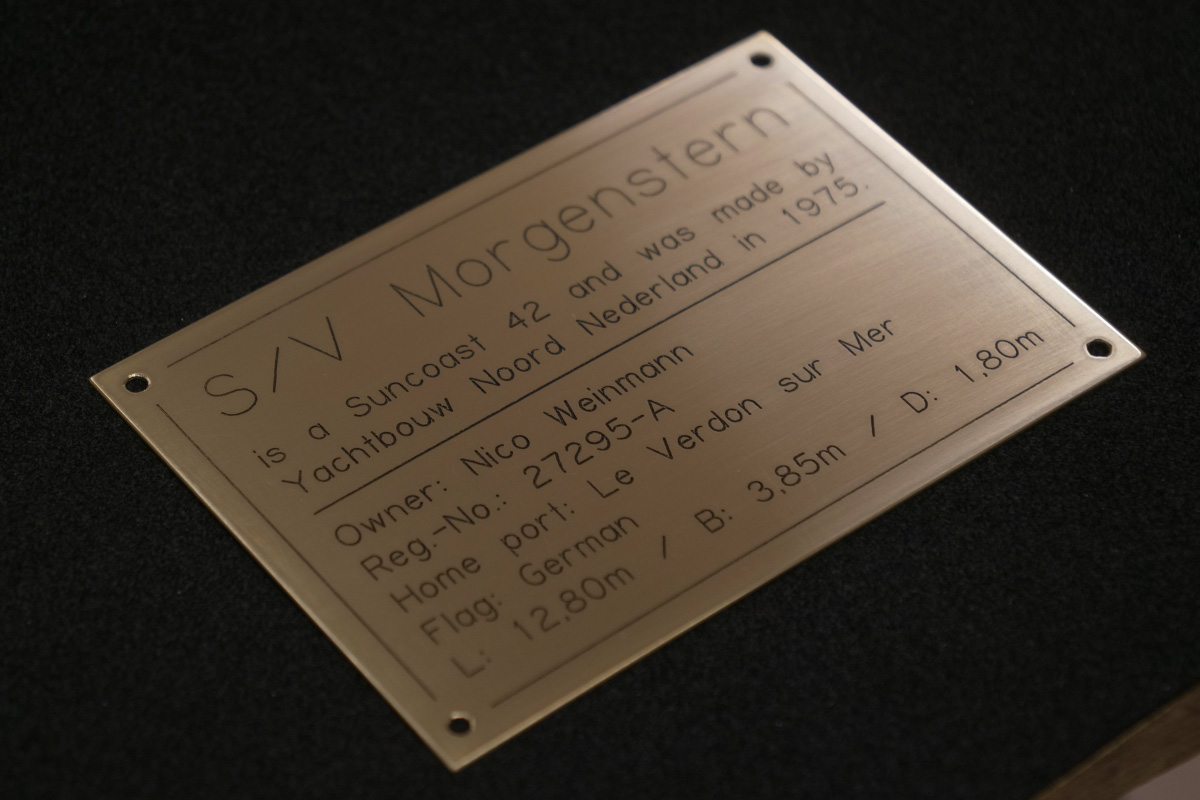 S/V Morgenstern
is a Suncoast 42 and was made by
Yachtbouw Noord Nederland in 1975.
Owner: Nico Weinmann
Reg.-No.: 27295-A
Home port: Le Verdon sur Mer
Flag: German
L: 12,80m / B: 3,85m / D: 1,80m